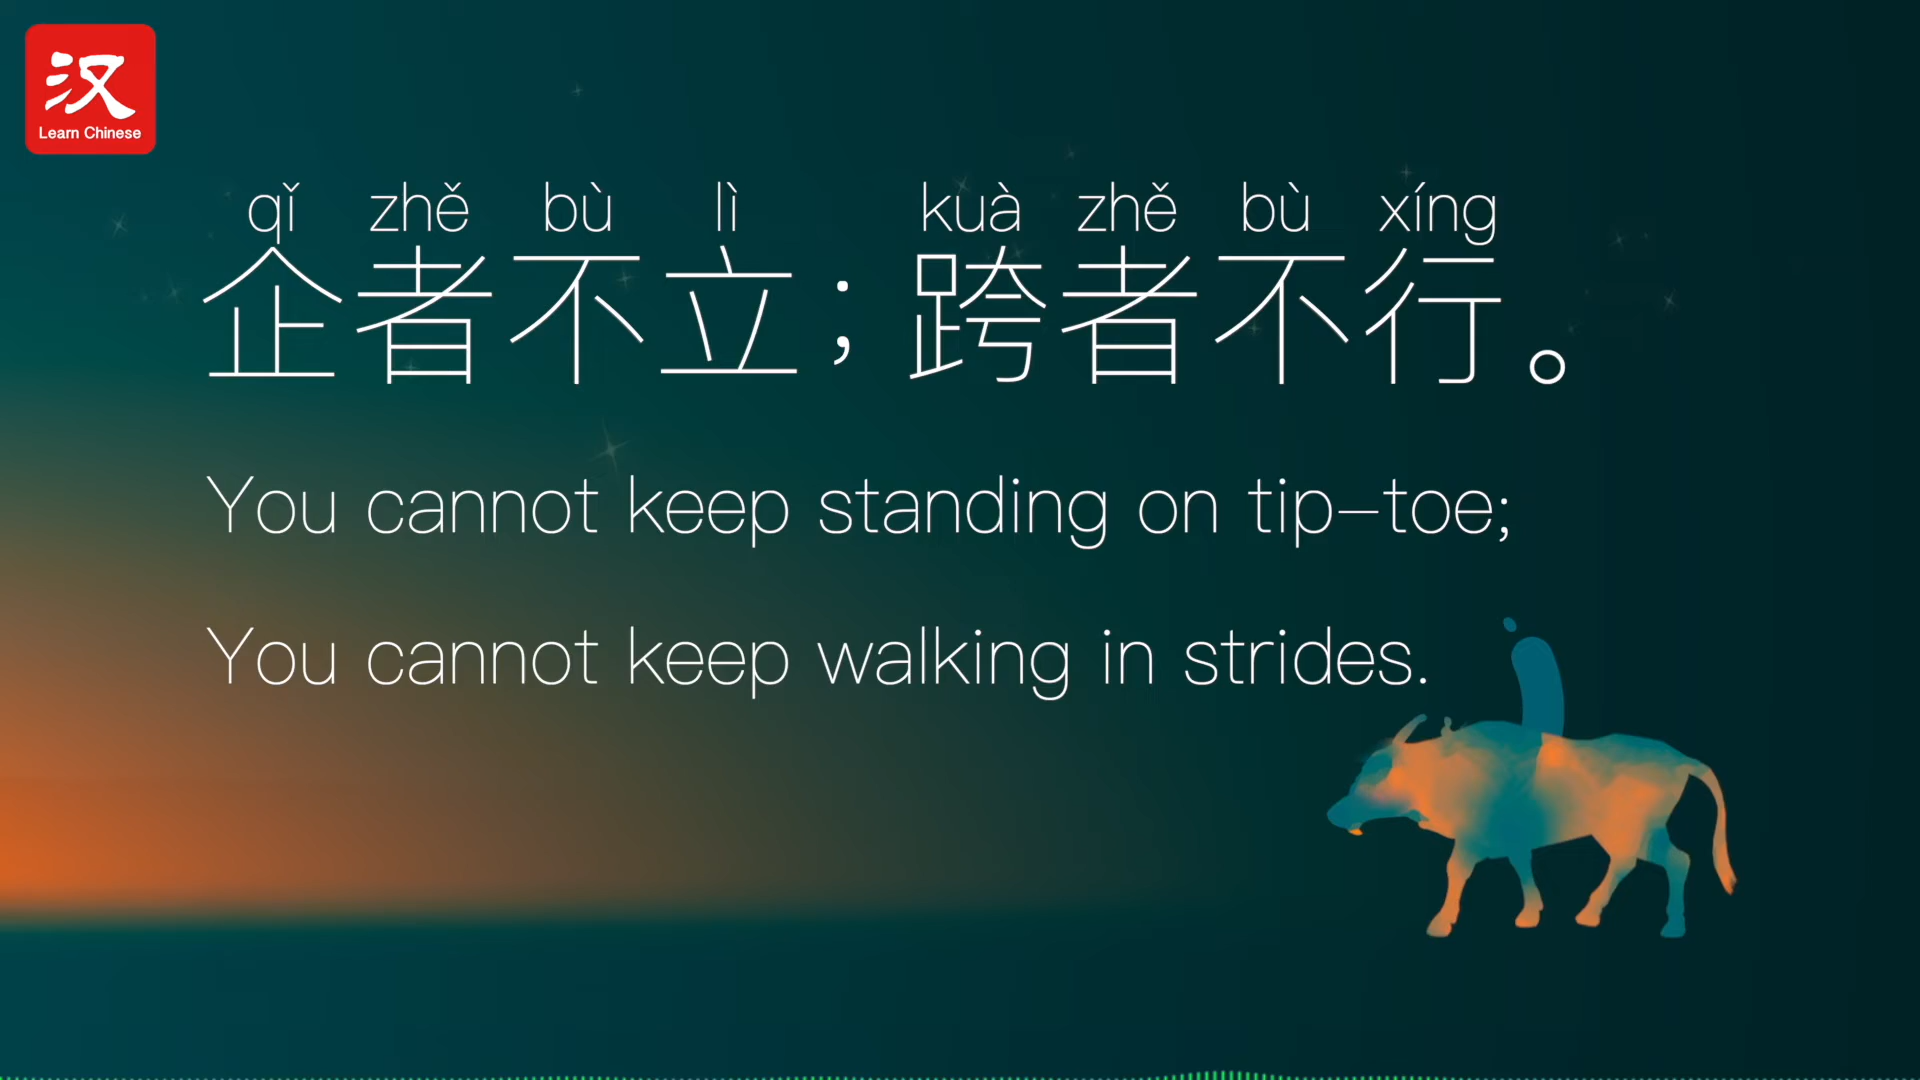 汉
Learn Chinese
qǐ zhě bù lì kuà zhě bù xíng
企者不立；跨者不行。
You cannot keep standing on tip-toe;
You cannot keep walking in strides.